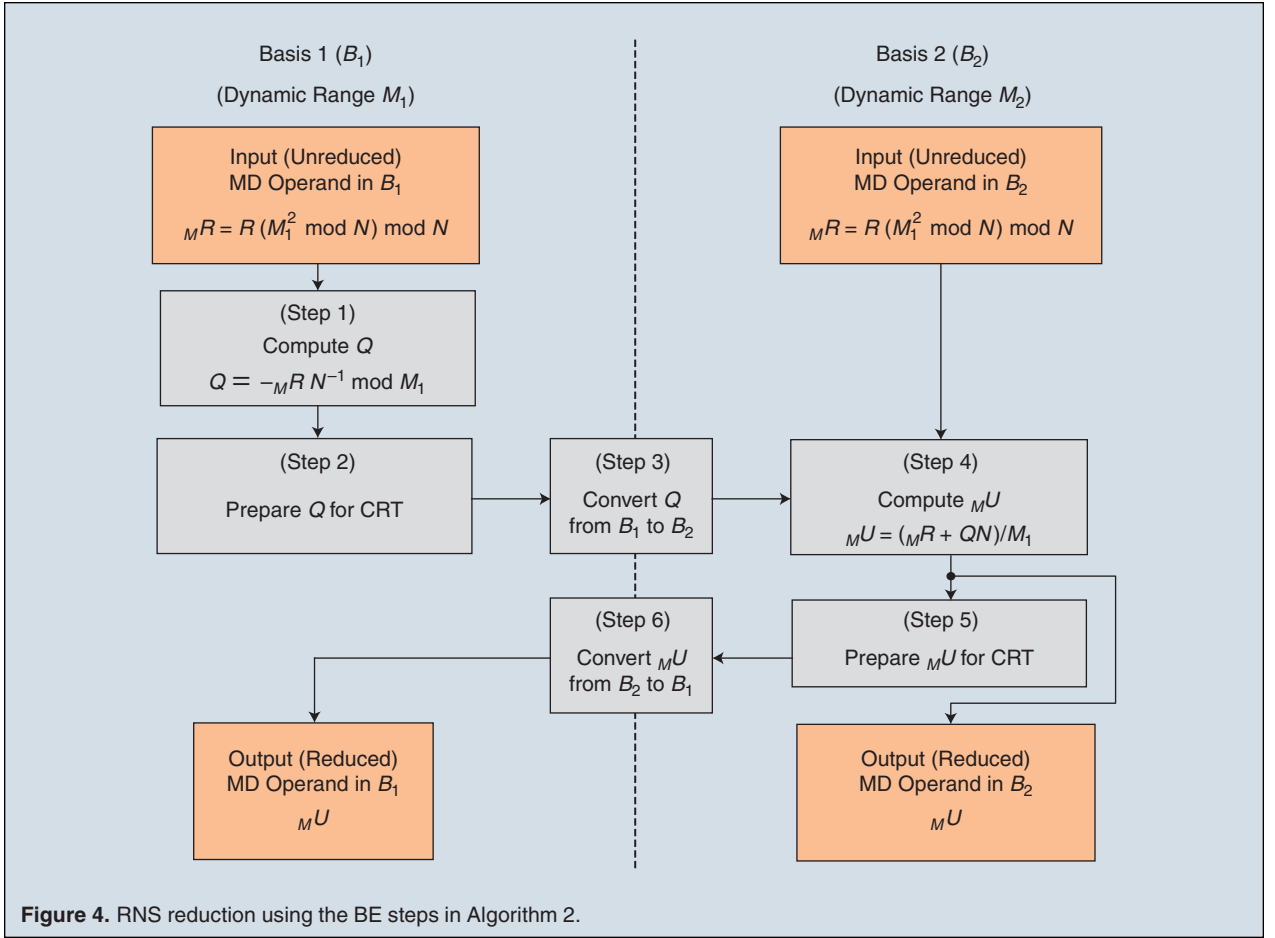 Basis 1 (B₁)
(Dynamic Range M₁)
Basis 2 (B₂)
(Dynamic Range M₂)
Input (Unreduced)
MD Operand in B₁
ₘR = R (M₁² mod N) mod N
Input (Unreduced)
MD Operand in B₂
ₘR = R (M₁² mod N) mod N
(Step 1)
Compute Q
Q = –ₘR N⁻¹ mod M₁
(Step 2)
Prepare Q for CRT
(Step 3)
Convert Q
from B₁ to B₂
(Step 4)
Compute ₘU
ₘU = (ₘR + QN)/M₁
(Step 5)
Prepare ₘU for CRT
(Step 6)
Convert ₘU
from B₂ to B₁
Output (Reduced)
MD Operand in B₁
ₘU
Output (Reduced)
MD Operand in B₂
ₘU
Figure 4. RNS reduction using the BE steps in Algorithm 2.